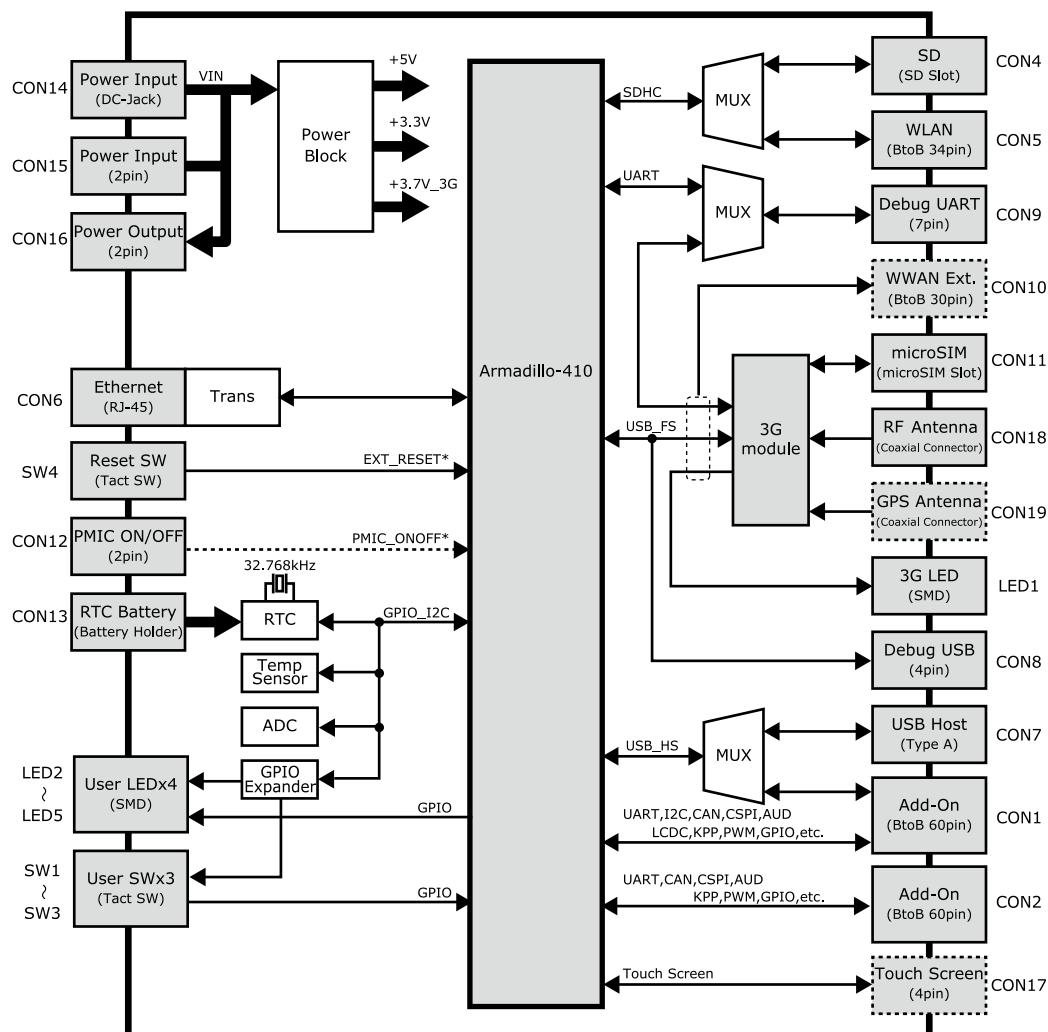 CON14
Power Input
(DC-Jack)
VIN
CON15
Power Input
(2pin)
CON16
Power Output
(2pin)
Power
Block
+5V
+3.3V
+3.7V_3G
CON6
Ethernet
(RJ-45)
Trans
SW4
Reset SW
(Tact SW)
EXT_RESET*
CON12
PMIC ON/OFF
(2pin)
PMIC_ONOFF*
CON13
RTC Battery
(Battery Holder)
32.768kHz
RTC
GPIO_I2C
Temp
Sensor
ADC
GPIO
Expander
LED2
~
LED5
User LEDx4
(SMD)
GPIO
SW1
~
SW3
User SWx3
(Tact SW)
GPIO
Armadillo-410
SDHC
MUX
SD
(SD Slot)
CON4
WLAN
(BtoB 34pin)
CON5
UART
MUX
Debug UART
(7pin)
CON9
WWAN Ext.
(BtoB 30pin)
CON10
microSIM
(microSIM Slot)
CON11
USB_FS
3G
module
RF Antenna
(Coaxial Connector)
CON18
GPS Antenna
(Coaxial Connector)
CON19
3G LED
(SMD)
LED1
Debug USB
(4pin)
CON8
USB_HS
MUX
USB Host
(Type A)
CON7
UART,I2C,CAN,CSPI,AUD
LCDC,KPP,PWM,GPIO,etc.
Add-On
(BtoB 60pin)
CON1
UART,CAN,CSPI,AUD
KPP,PWM,GPIO,etc.
Add-On
(BtoB 60pin)
CON2
Touch Screen
Touch Screen
(4pin)
CON17